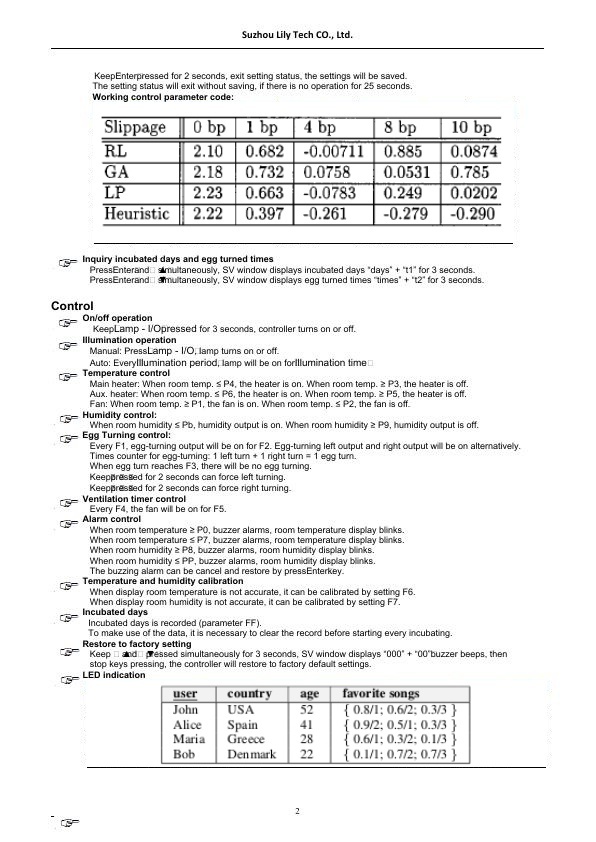 Suzhou Lily Tech CO., Ltd.
KeepEnterpressed for 2 seconds, exit setting status, the settings will be saved.
The setting status will exit without saving, if there is no operation for 25 seconds.
Working control parameter code:
Slippage 0 bp 1 bp 4 bp 8 bp 10 bp
RL 2.10 0.682 -0.00711 0.885 0.0874
GA 2.18 0.732 0.0758 0.0531 0.785
LP 2.23 0.663 -0.0783 0.249 0.0202
Heuristic 2.22 0.397 -0.261 -0.279 -0.290
Inquiry incubated days and egg turned times
PressEnterand▲ simultaneously, SV window displays incubated days “days” + “t1” for 3 seconds.
PressEnterand▼ simultaneously, SV window displays egg turned times “times” + “t2” for 3 seconds.
Control
On/off operation
KeepLamp - I/Opressed for 3 seconds, controller turns on or off.
Illumination operation
Manual: PressLamp - I/O, lamp turns on or off.
Auto: EveryIllumination period, lamp will be on forIllumination time
Temperature control
Main heater: When room temp. ≤ P4, the heater is on. When room temp. ≥ P3, the heater is off.
Aux. heater: When room temp. ≤ P6, the heater is on. When room temp. ≥ P5, the heater is off.
Fan: When room temp. ≥ P1, the fan is on. When room temp. ≤ P2, the fan is off.
Humidity control:
When room humidity ≤ Pb, humidity output is on. When room humidity ≥ P9, humidity output is off.
Egg Turning control:
Every F1, egg-turning output will be on for F2. Egg-turning left output and right output will be on alternatively.
Times counter for egg-turning: 1 left turn + 1 right turn = 1 egg turn.
When egg turn reaches F3, there will be no egg turning.
Keep pressed for 2 seconds can force left turning.
Keep pressed for 2 seconds can force right turning.
Ventilation timer control
Every F4, the fan will be on for F5.
Alarm control
When room temperature ≥ P0, buzzer alarms, room temperature display blinks.
When room temperature ≤ P7, buzzer alarms, room temperature display blinks.
When room humidity ≥ P8, buzzer alarms, room humidity display blinks.
When room humidity ≤ PP, buzzer alarms, room humidity display blinks.
The buzzing alarm can be cancel and restore by pressEnterkey.
Temperature and humidity calibration
When display room temperature is not accurate, it can be calibrated by setting F6.
When display room humidity is not accurate, it can be calibrated by setting F7.
Incubated days
Incubated days is recorded (parameter FF).
To make use of the data, it is necessary to clear the record before starting every incubating.
Restore to factory setting
Keep ▲ and ▼ pressed simultaneously for 3 seconds, SV window displays “000” + “00”buzzer beeps, then
stop keys pressing, the controller will restore to factory default settings.
LED indication
user country age favorite songs
John USA 52 { 0.8/1; 0.6/2; 0.3/3 }
Alice Spain 41 { 0.9/2; 0.5/1; 0.3/3 }
Maria Greece 28 { 0.6/1; 0.3/2; 0.1/3 }
Bob Denmark 22 { 0.1/1; 0.7/2; 0.7/3 }
2